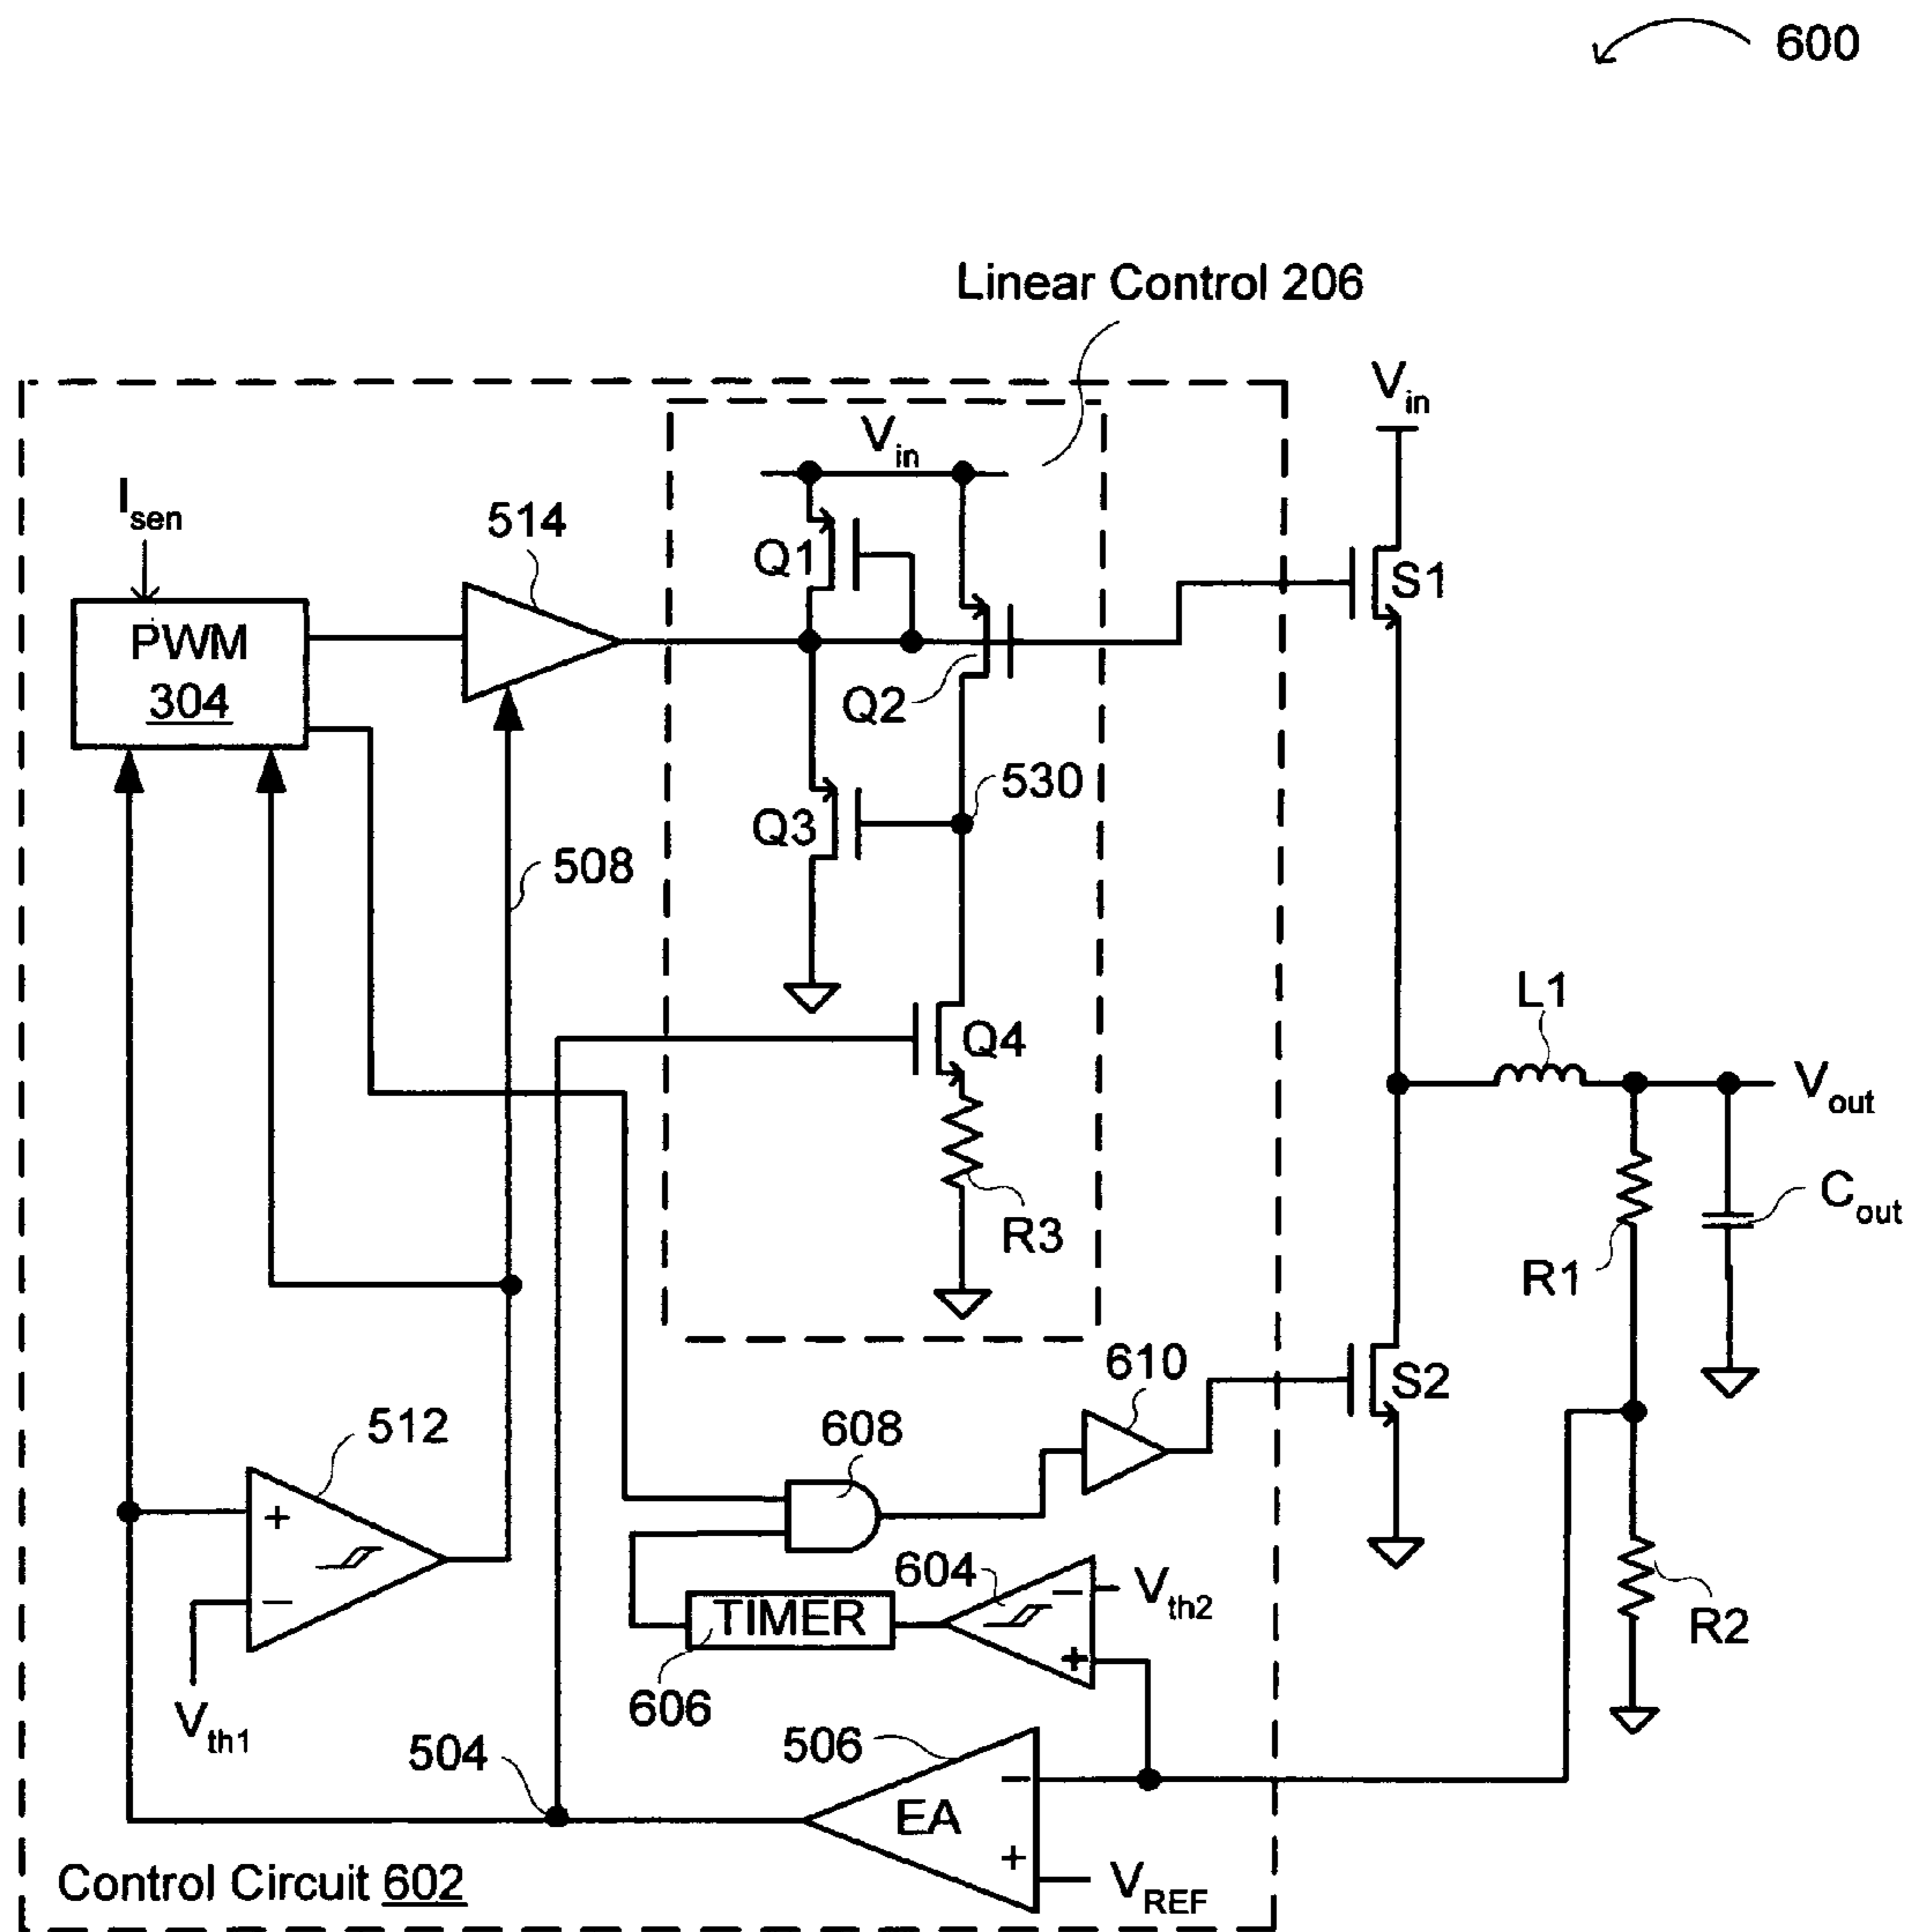 600
Linear Control 206
Vin
Vin
Isen
514
Q1
S1
PWM
304
Q2
530
Q3
508
L1
Vout
Q4
Cout
R3
R1
610
S2
512
608
+
604
−
Vth2
−
TIMER
R2
+
606
Vth1
504
506
−
EA
+
VREF
Control Circuit 602